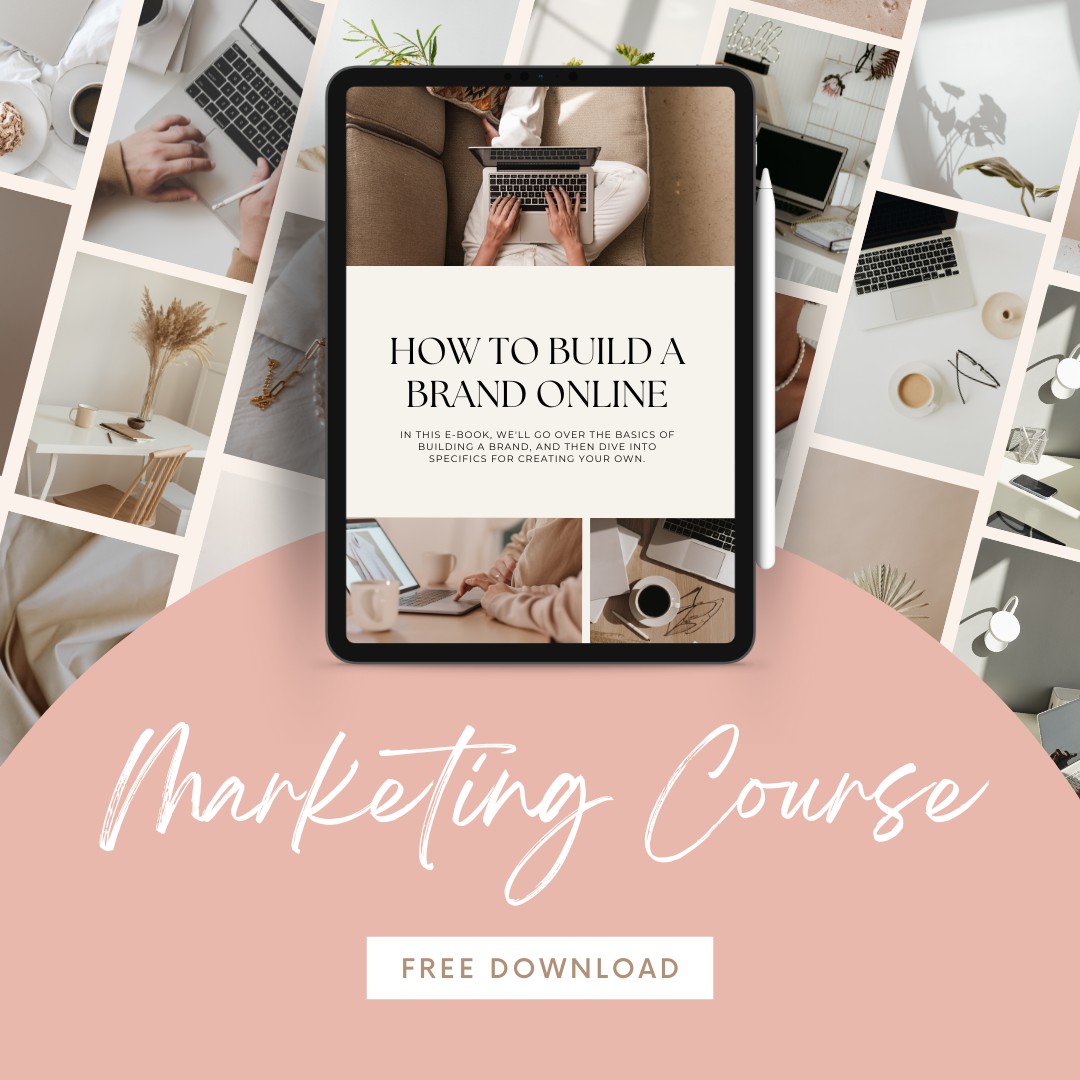 hello
HOW TO BUILD A
BRAND ONLINE
IN THIS E-BOOK, WE'LL GO OVER THE BASICS OF
BUILDING A BRAND, AND THEN DIVE INTO
SPECIFICS FOR CREATING YOUR OWN.
Marketing Course
FREE DOWNLOAD